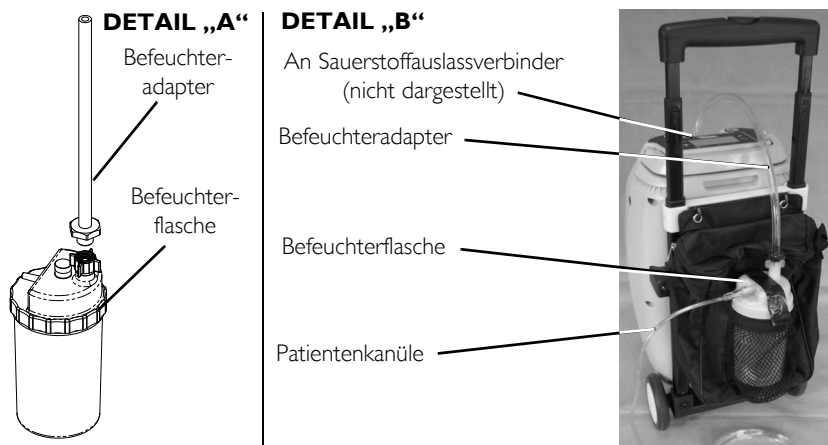 DETAIL „A“
Befeuchter-
adapter
Befeuchter-
flasche
DETAIL „B“
An Sauerstoffauslassverbinder
(nicht dargestellt)
Befeuchteradapter
Befeuchterflasche
Patientenkanüle